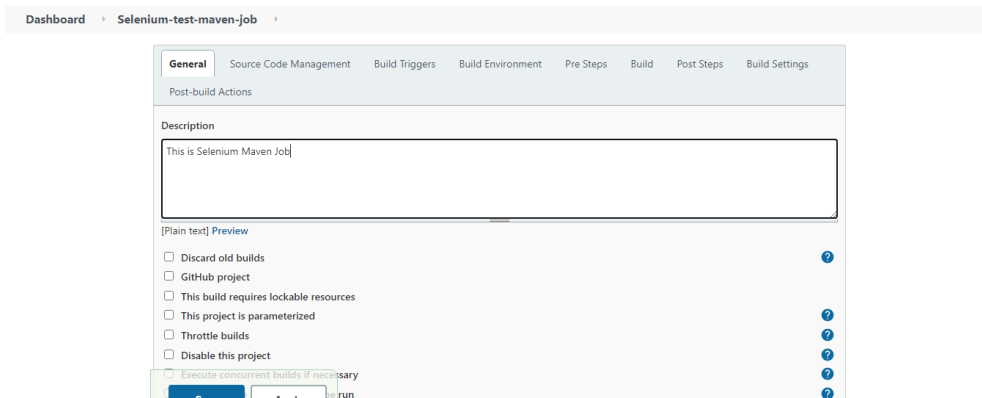 Dashboard Selenium-test-maven-job
General Source Code Management Build Triggers Build Environment Pre Steps Build Post Steps Build Settings
Post-build Actions
Description
This is Selenium Maven Job
[Plain text] Preview
Discard old builds ?
GitHub project
This build requires lockable resources
This project is parameterized ?
Throttle builds ?
Disable this project ?
Execute concurrent builds if necessary ?
run ?